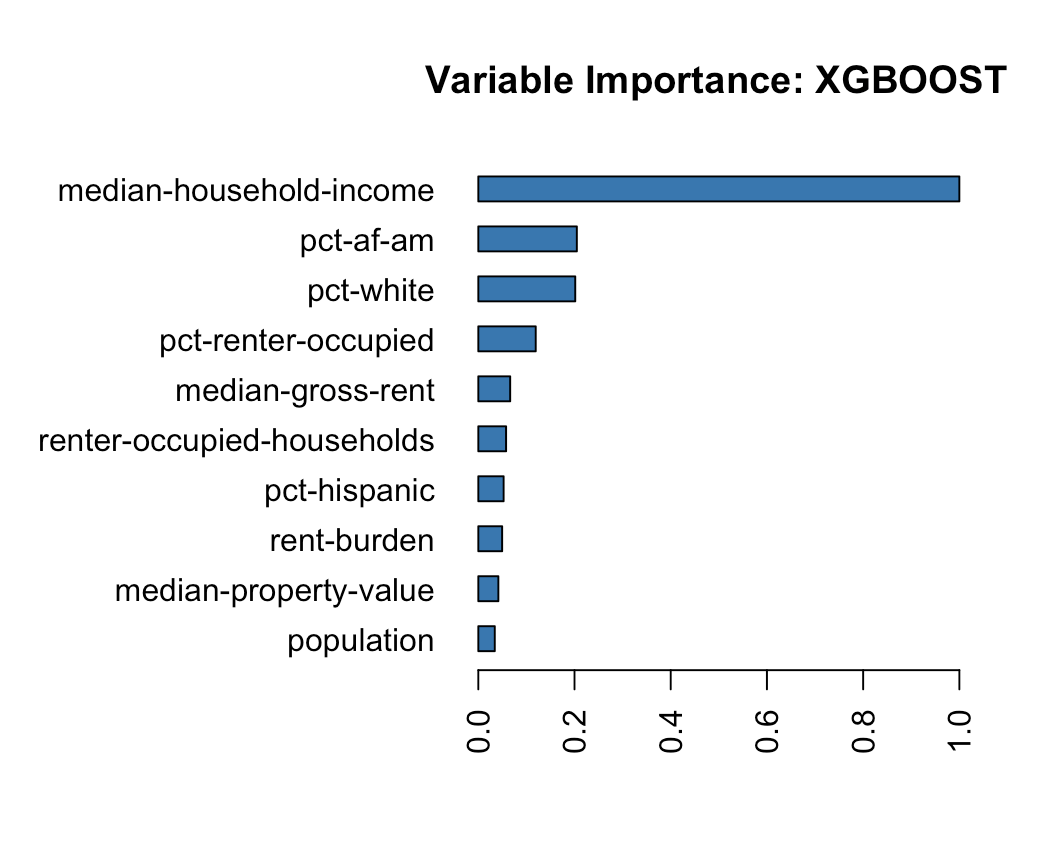 Variable Importance: XGBOOST
median-household-income
pct-af-am
pct-white
pct-renter-occupied
median-gross-rent
renter-occupied-households
pct-hispanic
rent-burden
median-property-value
population
0.0
0.2
0.4
0.6
0.8
1.0